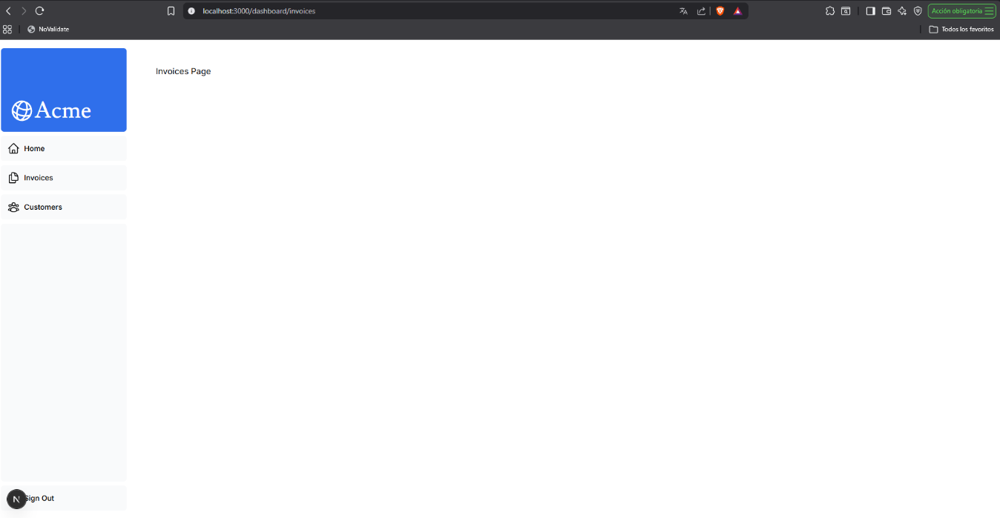 localhost:3000/dashboard/invoices
Acción obligatoria
NoValidate
Todos los favoritos
Acme
Invoices Page
Home
Invoices
Customers
N
Sign Out